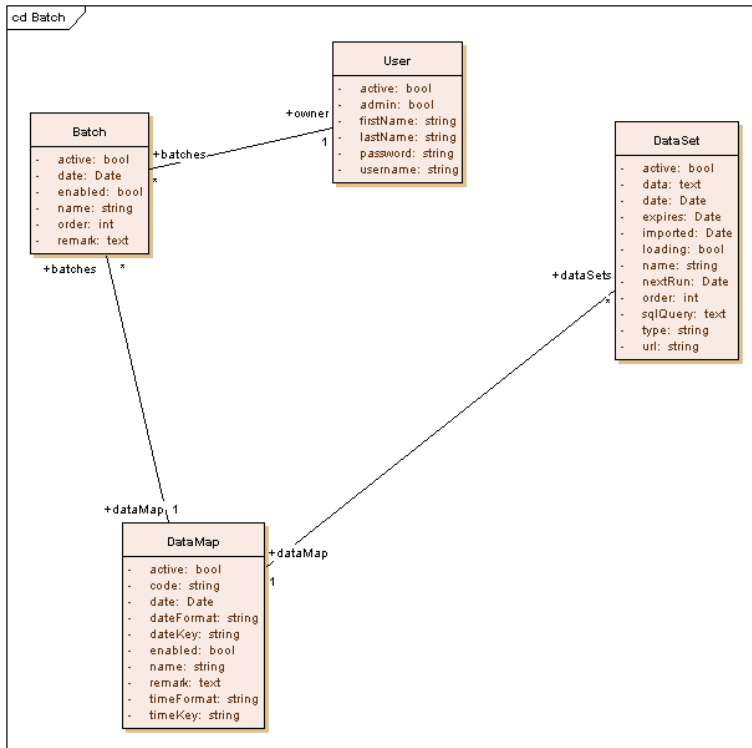 cd Batch
User
- active: bool
- admin: bool
- firstName: string
- lastName: string
- password: string
- username: string
+owner
1
Batch
- active: bool
- date: Date
- enabled: bool
- name: string
- order: int
- remark: text
+batches
*
+batches
*
DataSet
- active: bool
- data: text
- date: Date
- expires: Date
- imported: Date
- loading: bool
- name: string
- nextRun: Date
- order: int
- sqlQuery: text
- type: string
- url: string
+dataSets
*
+dataMap 1
DataMap
- active: bool
- code: string
- date: Date
- dateFormat: string
- dateKey: string
- enabled: bool
- name: string
- remark: text
- timeFormat: string
- timeKey: string
+dataMap
1